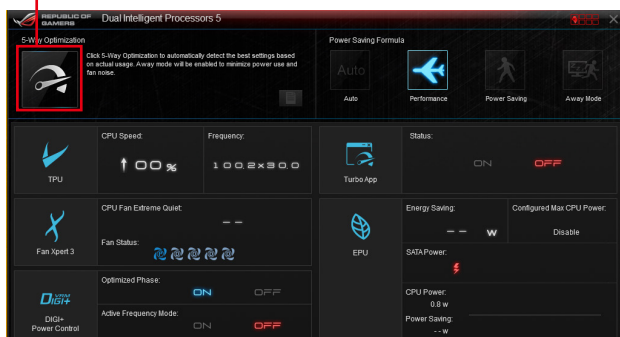 REPUBLIC OF
GAMERS
Dual Intelligent Processors 5
5-Way Optimization
Click 5-Way Optimization to automatically detect the best settings based
on actual usage. Away mode will be enabled to minimize power use and
fan noise.
Power Saving Formula
Auto
Auto
Performance
Power Saving
Away Mode
TPU
CPU Speed:
00 %
Frequency:
100.2x30.0
Turbo App
Status:
ON OFF
Fan Xpert 3
CPU Fan Extreme Quiet:
--
Fan Status:
EPU
Energy Saving:
-- W
Configured Max CPU Power:
Disable
SATA Power:
CPU Power:
0.8 w
Power Saving:
-- w
DIGI+ VRM
DIGI+
Power Control
Optimized Phase:
ON OFF
Active Frequency Mode:
ON OFF